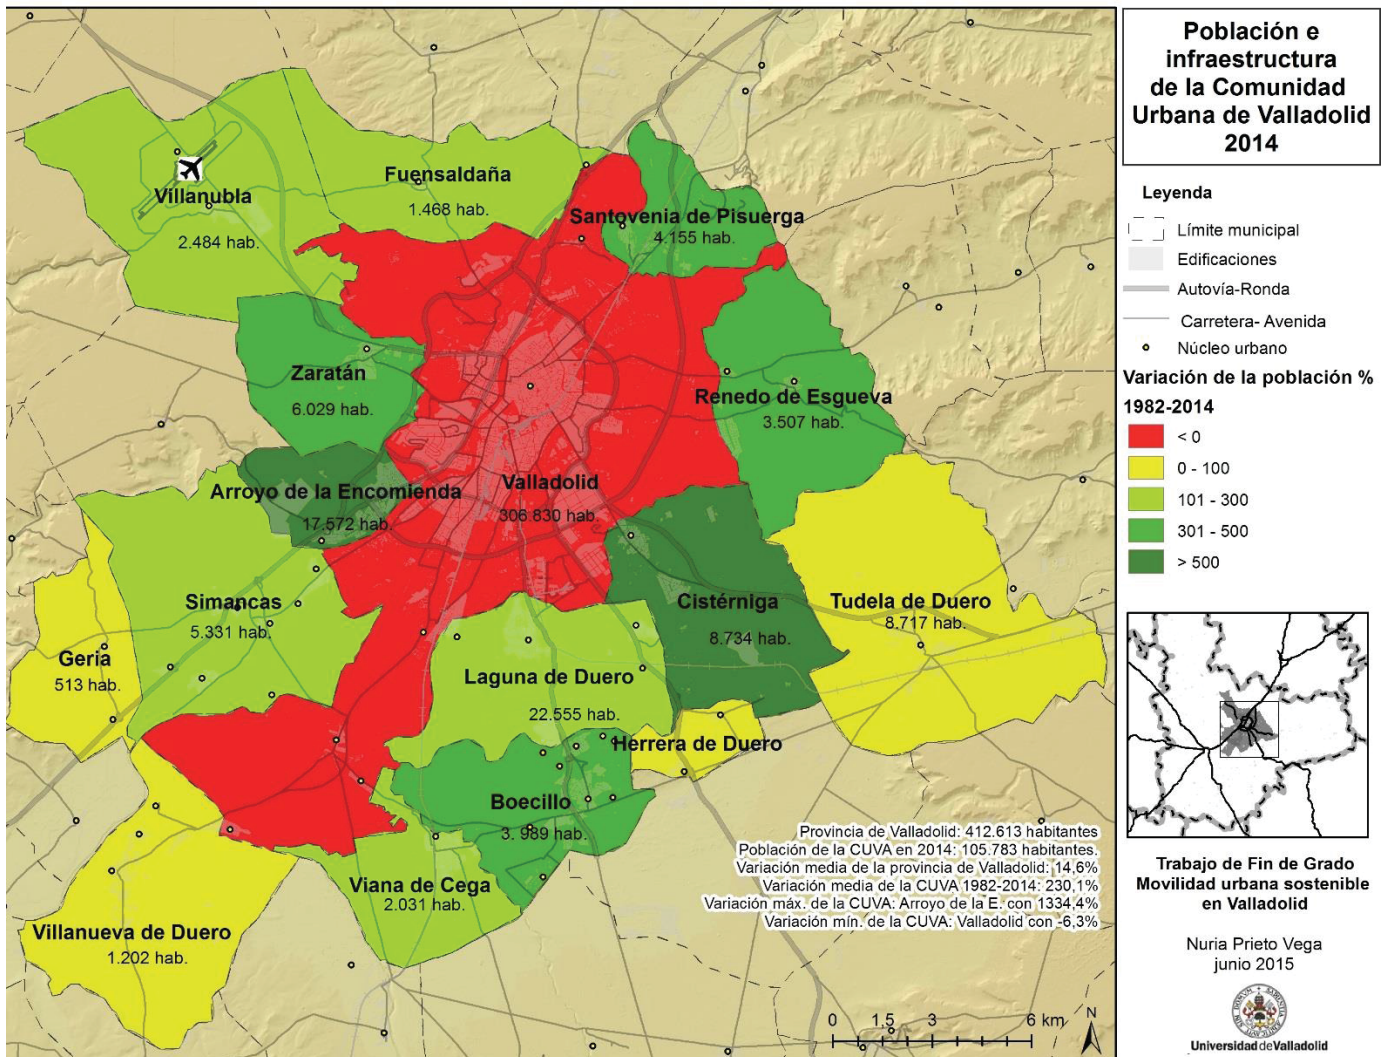 Población e
infraestructura
de la Comunidad
Urbana de Valladolid
2014
Leyenda
Límite municipal
Edificaciones
Autovía-Ronda
Carretera- Avenida
Núcleo urbano
Variación de la población %
1982-2014
< 0
0 - 100
101 - 300
301 - 500
> 500
Fuensaldaña
1.468 hab.
Villanubla
2.484 hab.
Santovenia de Pisuerga
4.155 hab.
Zaratán
6.029 hab.
Renedo de Esgueva
3.507 hab.
Arroyo de la Encomienda
17.572 hab.
Valladolid
306.830 hab.
Simancas
5.331 hab.
Cistérniga
8.734 hab.
Tudela de Duero
8.717 hab.
Geria
513 hab.
Laguna de Duero
22.555 hab.
Herrera de Duero
Boecillo
3. 989 hab.
Viana de Cega
2.031 hab.
Villanueva de Duero
1.202 hab.
Provincia de Valladolid: 412.613 habitantes
Población de la CUVA en 2014: 105.783 habitantes.
Variación media de la provincia de Valladolid: 14,6%
Variación media de la CUVA 1982-2014: 230,1%
Variación máx. de la CUVA: Arroyo de la E. con 1334,4%
Variación mín. de la CUVA: Valladolid con -6,3%
0 1,5 3 6 km
N
Trabajo de Fin de Grado
Movilidad urbana sostenible
en Valladolid
Nuria Prieto Vega
junio 2015
Universidad de Valladolid